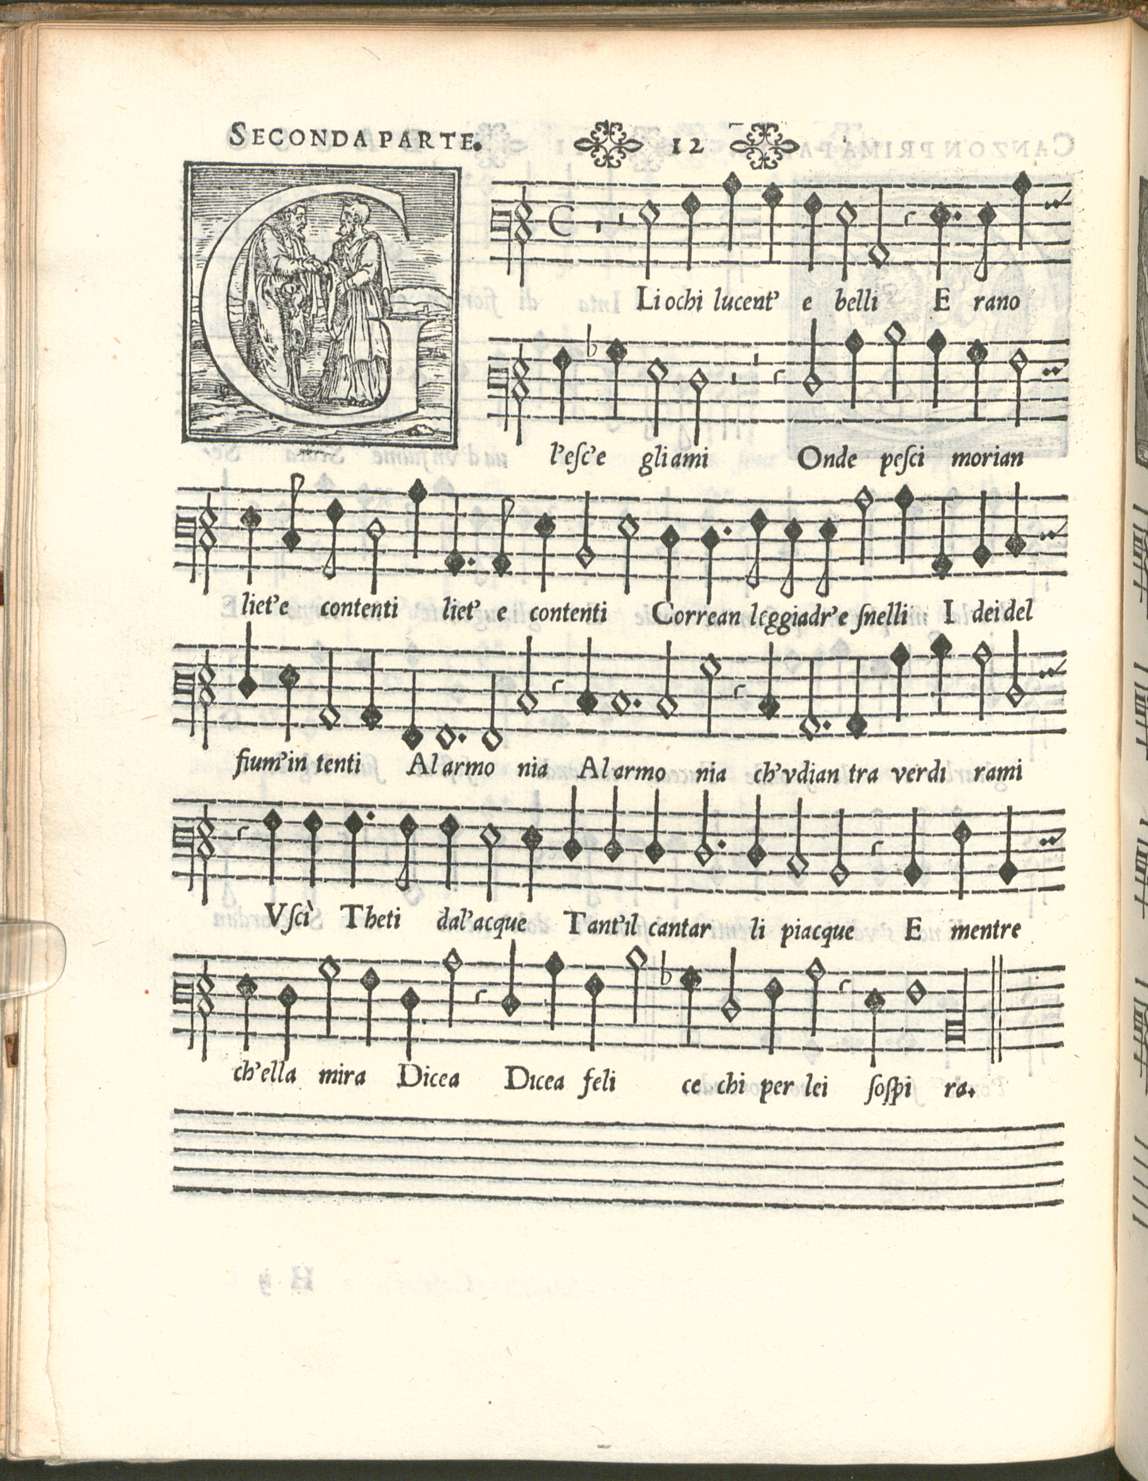 SECONDA PARTE. 12
G
Li ochi lucent' e belli E rano
l'eſc'e gli ami Onde peſci morian
liet'e contenti liet' e contenti Correan leggiadr'e ſnelli I dei del
fium'in tenti Al armo nia Al armo nia ch'vdian tra verdi rami
Vſcì Theti dal'acque Tant'il cantar li piacque E mentre
ch'ella mira Dicea Dicea feli ce chi per lei ſoſpi ra.